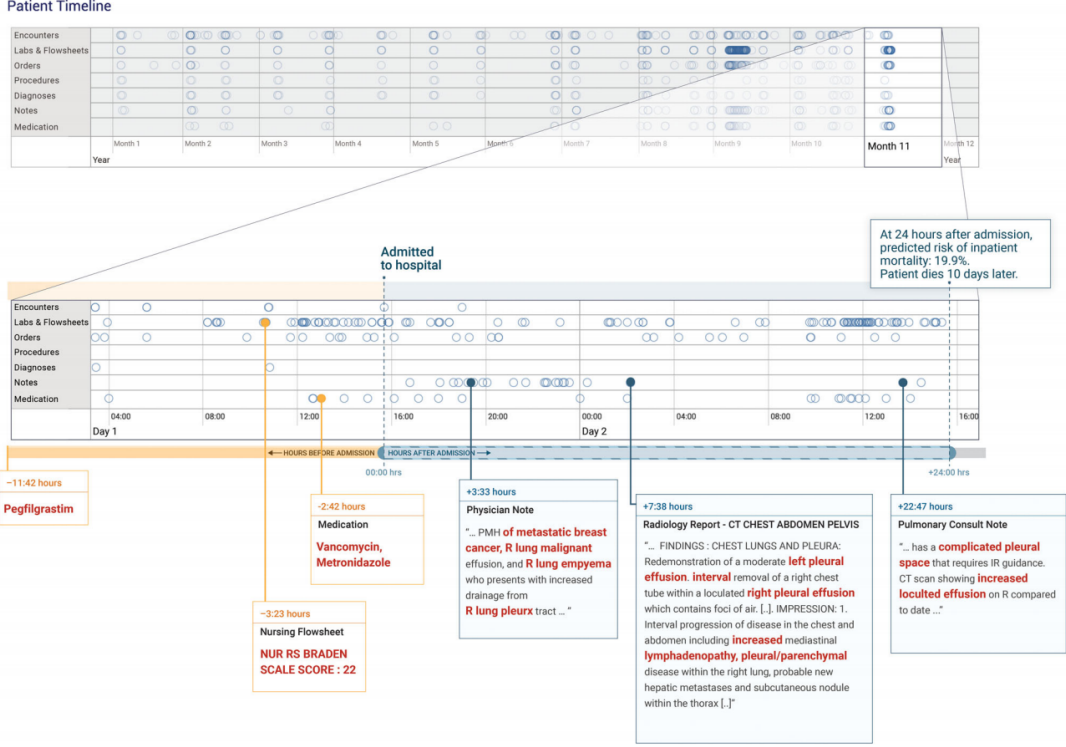 Patient Timeline
Encounters
Labs & Flowsheets
Orders
Procedures
Diagnoses
Notes
Medication
Month 1
Month 2
Month 3
Month 4
Month 5
Month 6
Month 7
Month 8
Month 9
Month 10
Month 11
Month 12
Year
Year
At 24 hours after admission,
predicted risk of inpatient
mortality: 19.9%.
Patient dies 10 days later.
Admitted
to hospital
Encounters
Labs & Flowsheets
Orders
Procedures
Diagnoses
Notes
Medication
04:00
08:00
12:00
16:00
20:00
00:00
04:00
08:00
12:00
16:00
Day 1
Day 2
HOURS BEFORE ADMISSION
HOURS AFTER ADMISSION
00:00 hrs
+24:00 hrs
−11:42 hours
Pegfilgrastim
-2:42 hours
Medication
Vancomycin,
Metronidazole
−3:23 hours
Nursing Flowsheet
NUR RS BRADEN
SCALE SCORE : 22
+3:33 hours
Physician Note
"... PMH of metastatic breast
cancer, R lung malignant
effusion, and R lung empyema
who presents with increased
drainage from
R lung pleurx tract ... "
+7:38 hours
Radiology Report - CT CHEST ABDOMEN PELVIS
"... FINDINGS : CHEST LUNGS AND PLEURA:
Redemonstration of a moderate left pleural
effusion. interval removal of a right chest
tube within a loculated right pleural effusion
which contains foci of air. [..]. IMPRESSION: 1.
Interval progression of disease in the chest and
abdomen including increased mediastinal
lymphadenopathy, pleural/parenchymal
disease within the right lung, probable new
hepatic metastases and subcutaneous nodule
within the thorax [..]"
+22:47 hours
Pulmonary Consult Note
"... has a complicated pleural
space that requires IR guidance.
CT scan showing increased
loculted effusion on R compared
to date ..."